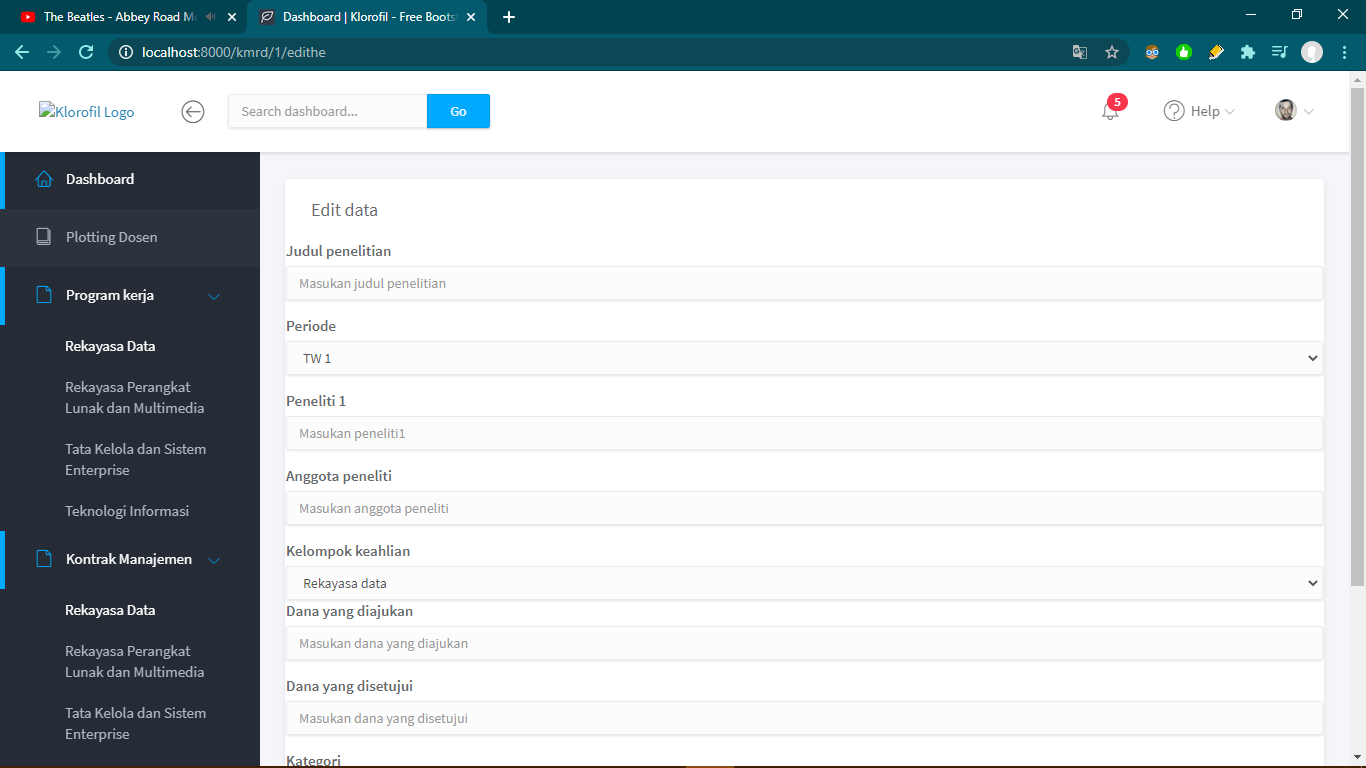 The Beatles - Abbey Road M
Dashboard | Klorofil - Free Boots
localhost:8000/kmrd/1/edithe
Klorofil Logo
Search dashboard...
Go
5
Help
Dashboard
Plotting Dosen
Program kerja
Rekayasa Data
Rekayasa Perangkat
Lunak dan Multimedia
Tata Kelola dan Sistem
Enterprise
Teknologi Informasi
Kontrak Manajemen
Rekayasa Data
Rekayasa Perangkat
Lunak dan Multimedia
Tata Kelola dan Sistem
Enterprise
Edit data
Judul penelitian
Masukan judul penelitian
Periode
TW 1
Peneliti 1
Masukan peneliti1
Anggota peneliti
Masukan anggota peneliti
Kelompok keahlian
Rekayasa data
Dana yang diajukan
Masukan dana yang diajukan
Dana yang disetujui
Masukan dana yang disetujui
Kategori